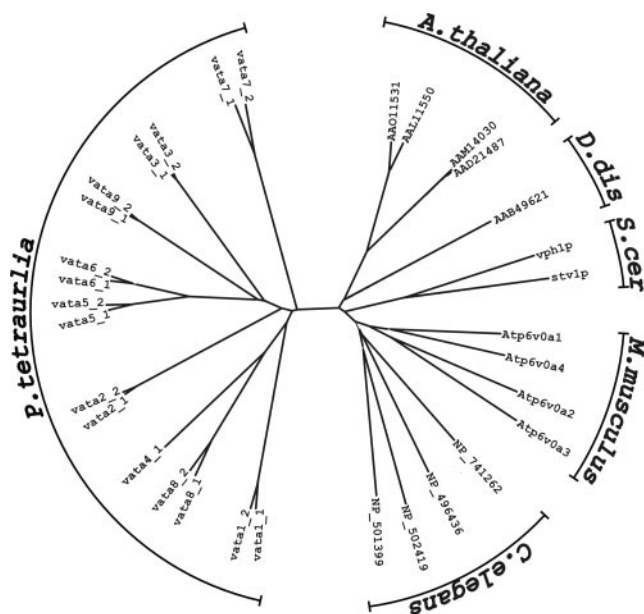 P.tetraurlia
vata7_2
vata7_1
vata3_2
vata3_1
vata9_2
vata9_1
vata6_2
vata6_1
vata5_2
vata5_1
vata2_2
vata2_1
vata4_1
vata8_2
vata8_1
vata1_2
vata1_1
A.thaliana
AAO11531
AAL11550
AAM14030
AAD21487
D.dis
AAB49621
S.cer
vph1p
stv1p
M.musculus
Atp6v0a1
Atp6v0a4
Atp6v0a2
Atp6v0a3
C.elegans
NP_741262
NP_496436
NP_502419
NP_501399